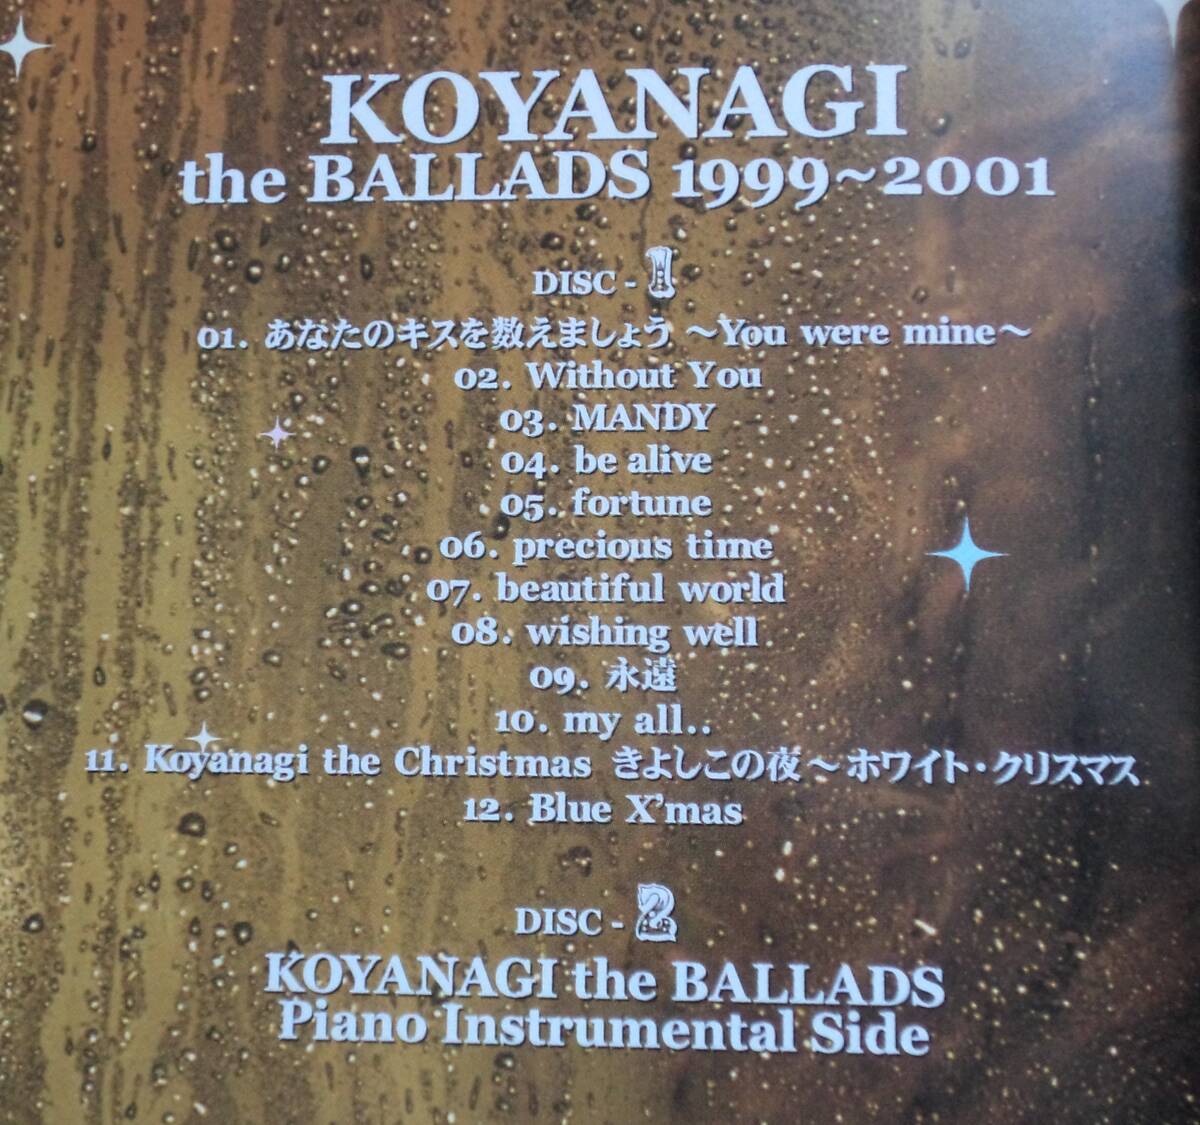 KOYANAGI
the BALLADS 1999~2001
DISC - 1
01. あなたのキスを数えましょう ～You were mine～
02. Without You
03. MANDY
04. be alive
05. fortune
06. precious time
07. beautiful world
08. wishing well
09. 永遠
10. my all..
11. Koyanagi the Christmas きよしこの夜～ホワイト・クリスマス
12. Blue X'mas
DISC - 2
KOYANAGI the BALLADS
Piano Instrumental Side